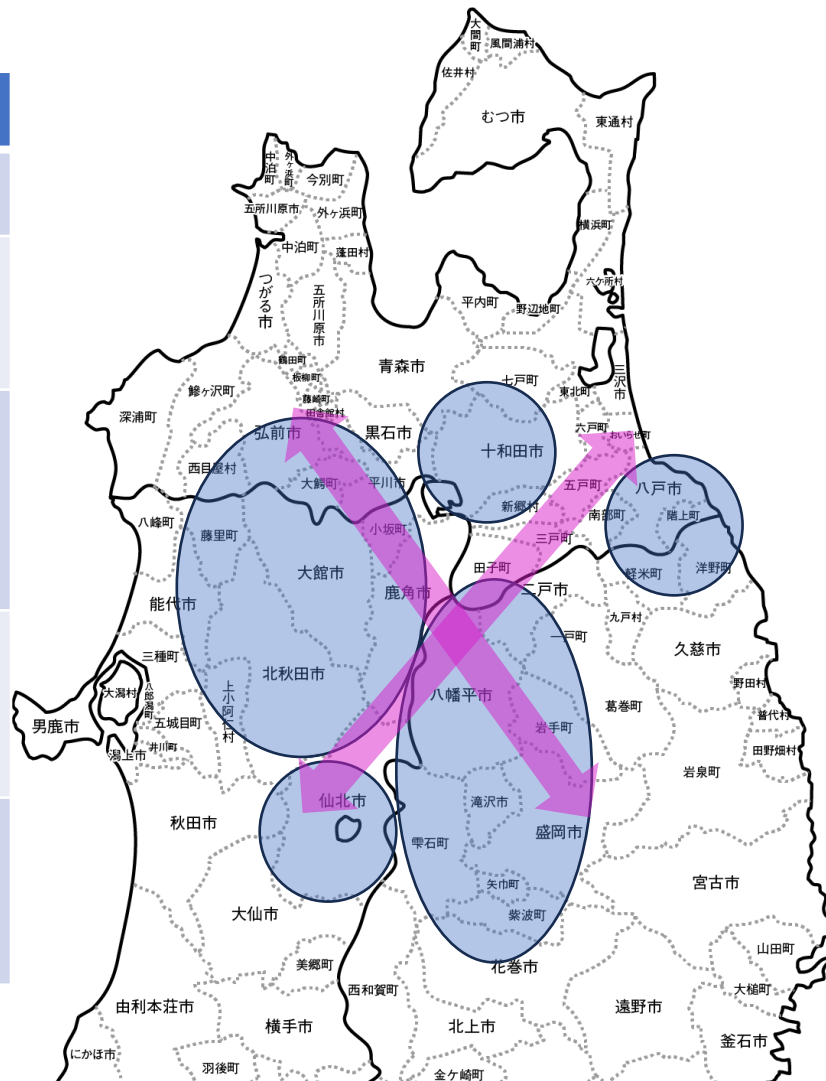 大間町
風間浦村
佐井村
むつ市
東通村
中泊町
外ヶ浜町
今別町
五所川原市
外ヶ浜町
横浜町
中泊町
蓬田村
つがる市
五所川原市
六ケ所村
平内町
野辺地町
鶴田町
青森市
板柳町
七戸町
三沢市
鰺ヶ沢町
東北町
藤崎町
深浦町
田舎館村
弘前市
黒石市
六戸町
おいらせ町
十和田市
西目屋村
大鰐町
平川市
五戸町
八戸市
新郷村
南部町
階上町
八峰町
藤里町
小坂町
三戸町
大館市
田子町
軽米町
洋野町
能代市
鹿角市
二戸市
九戸村
一戸町
三種町
久慈市
北秋田市
上小阿仁村
大潟村
八郎潟町
八幡平市
野田村
男鹿市
五城目町
岩手町
葛巻町
普代村
井川町
潟上市
田野畑村
岩泉町
仙北市
滝沢市
秋田市
盛岡市
雫石町
矢巾町
宮古市
大仙市
紫波町
山田町
美郷町
花巻市
西和賀町
大槌町
由利本荘市
遠野市
横手市
北上市
釜石市
にかほ市
羽後町
金ケ崎町